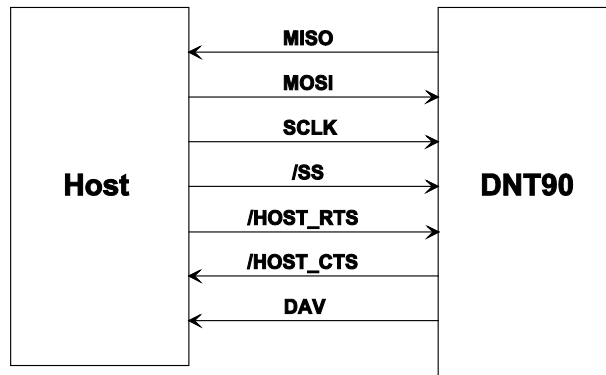 MISO
MOSI
SCLK
Host
/SS
DNT90
/HOST_RTS
/HOST_CTS
DAV